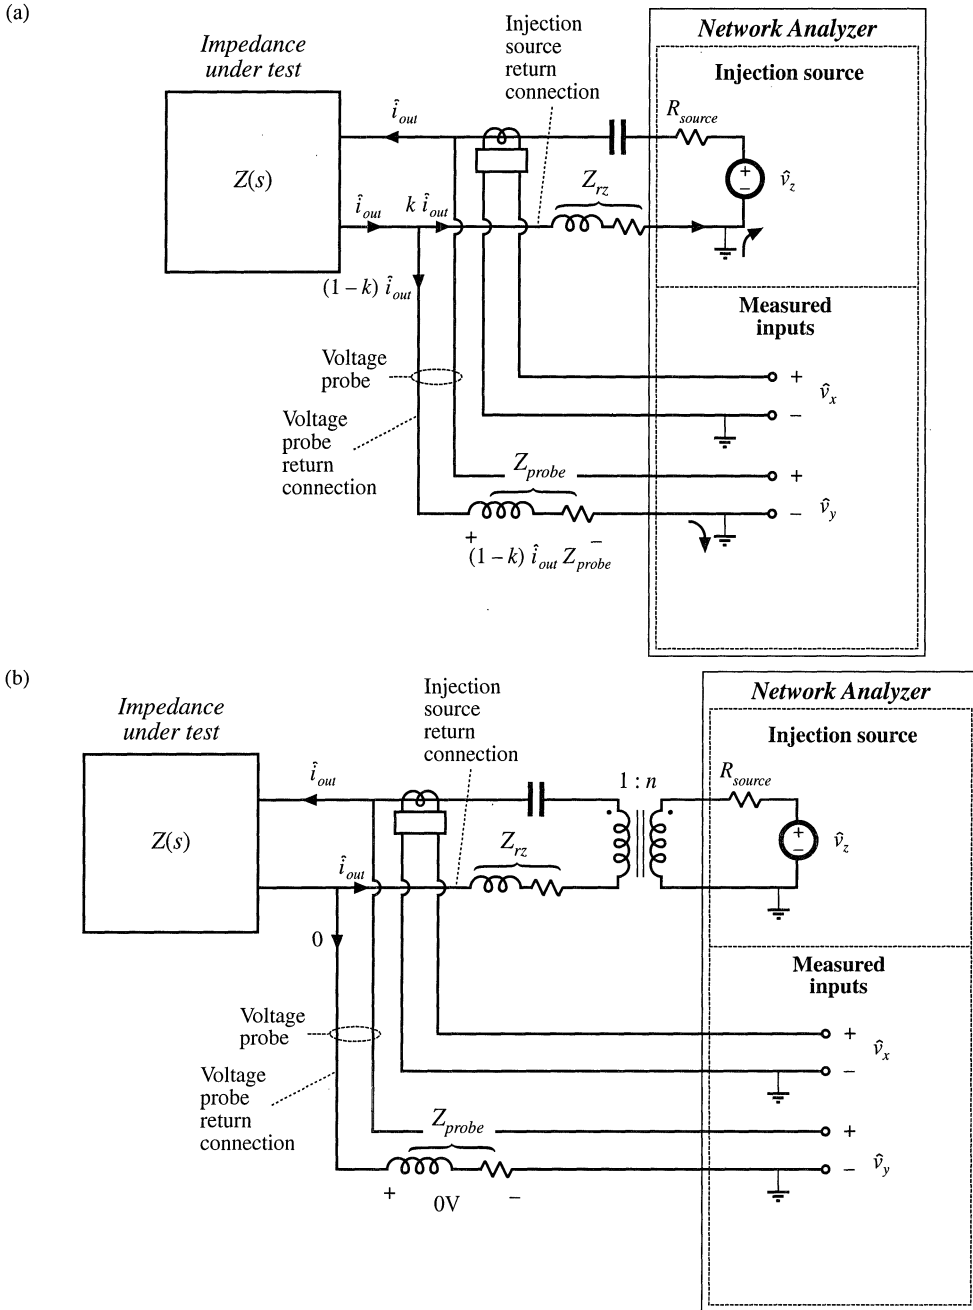 (a)
Impedance
under test
Injection
source
return
connection
Network Analyzer
Injection source
î_out
R_source
Z(s)
Z_rz
+
−
v̂_z
î_out
k î_out
(1 – k) î_out
Measured
inputs
Voltage
probe
+
v̂_x
−
Voltage
probe
return
connection
Z_probe
+
v̂_y
−
+
−
(1 – k) î_out Z_probe
(b)
Impedance
under test
Injection
source
return
connection
Network Analyzer
Injection source
î_out
1 : n
R_source
Z(s)
Z_rz
+
−
v̂_z
î_out
0
Measured
inputs
Voltage
probe
+
v̂_x
−
Voltage
probe
return
connection
Z_probe
+
v̂_y
−
+
0V
−